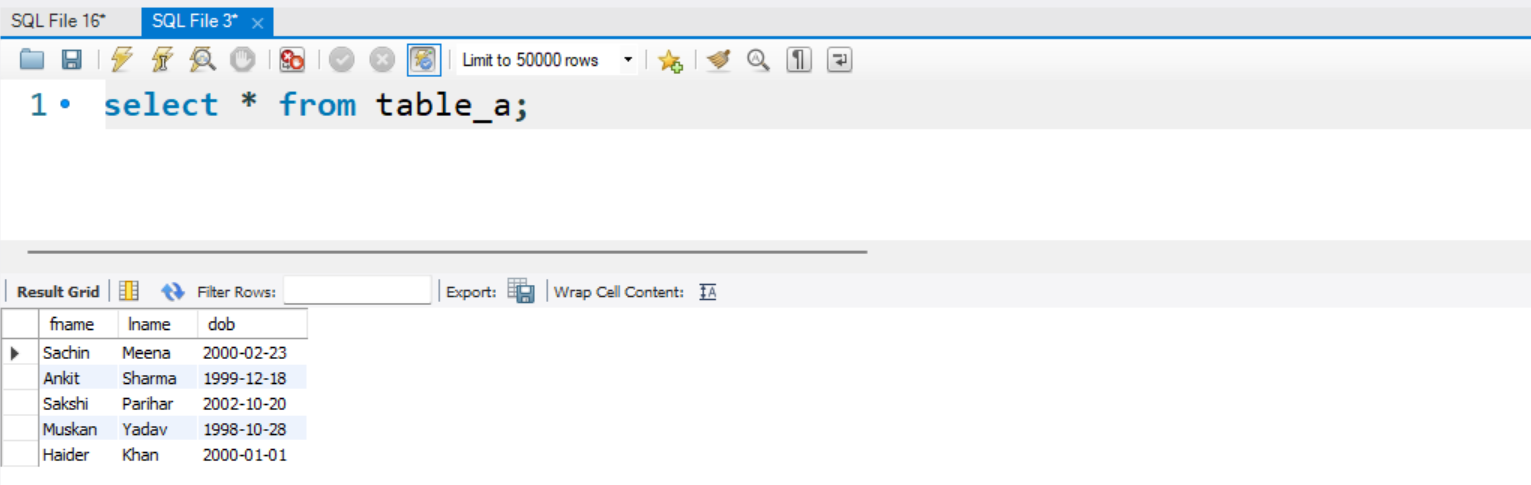 SQL File 16* SQL File 3*
Limit to 50000 rows
1 select * from table_a;
Result Grid Filter Rows: Export: Wrap Cell Content:
fname lname dob
Sachin Meena 2000-02-23
Ankit Sharma 1999-12-18
Sakshi Parihar 2002-10-20
Muskan Yadav 1998-10-28
Haider Khan 2000-01-01